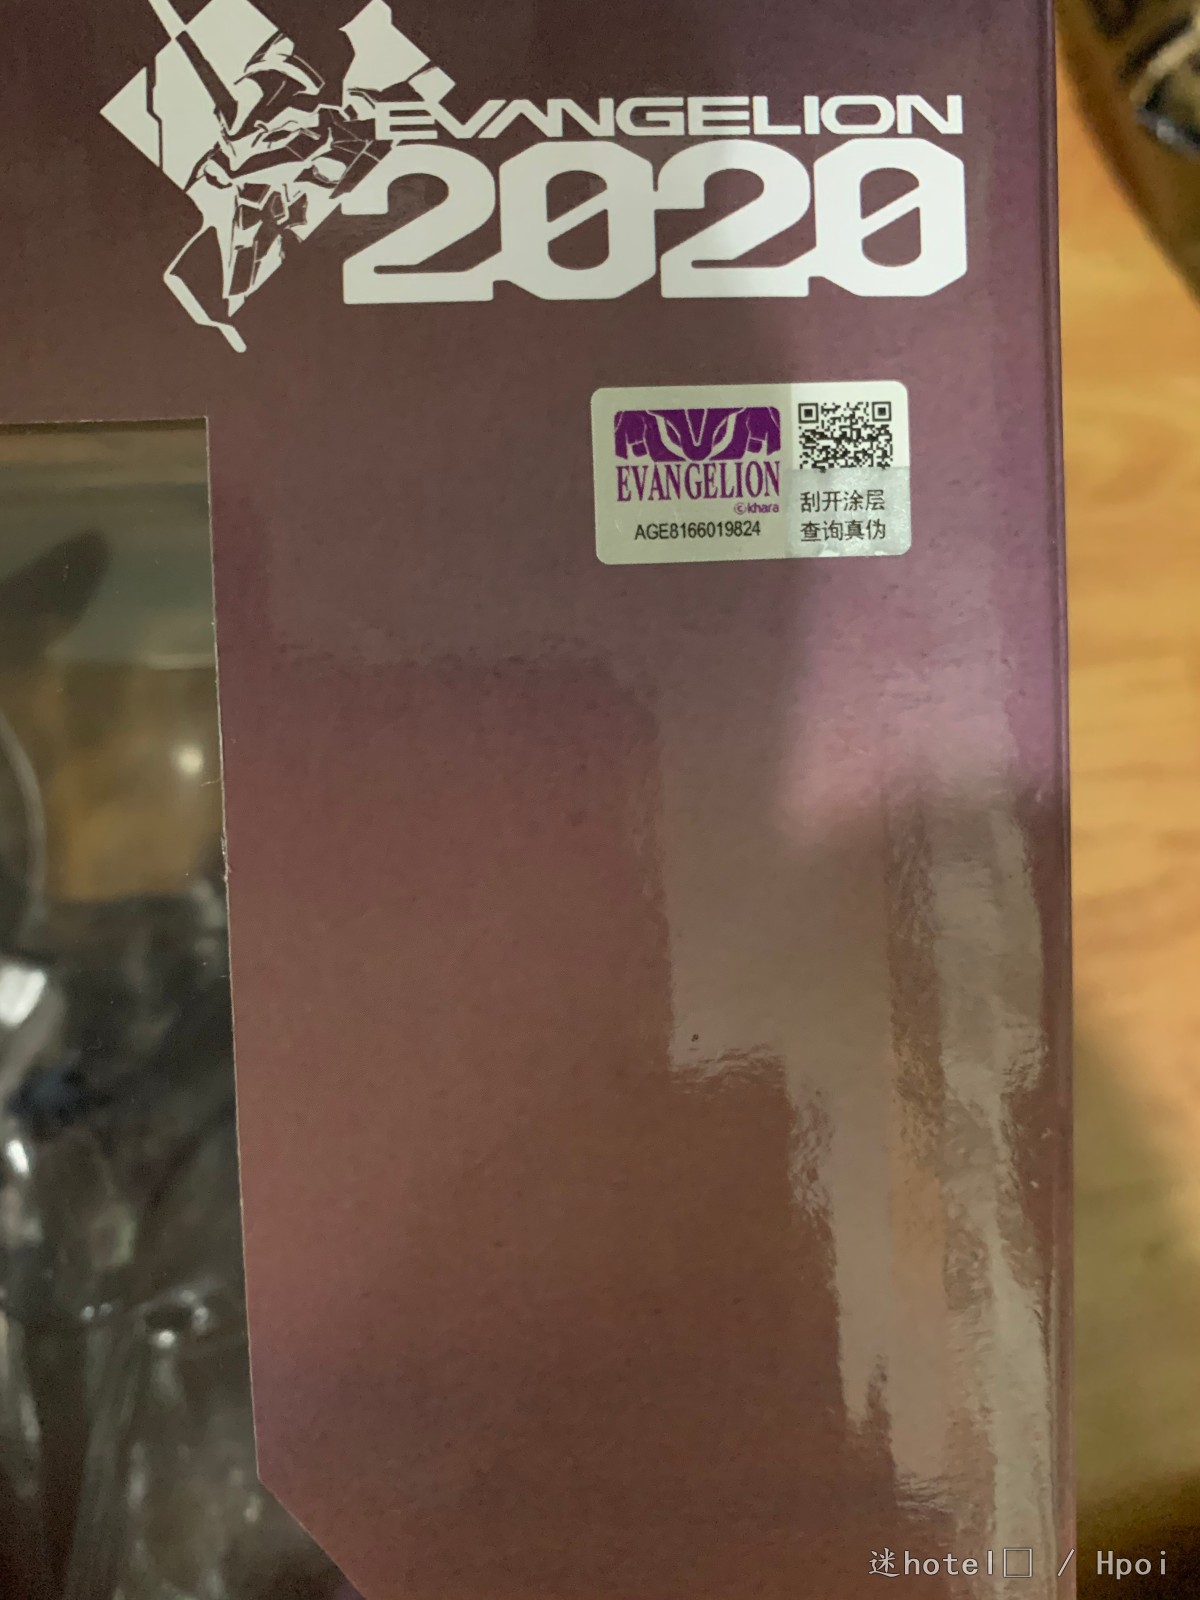 EVANGELION
2020
EVANGELION
©khara
AGE8166019824
刮开涂层
查询真伪
迷hotel□ / Hpoi